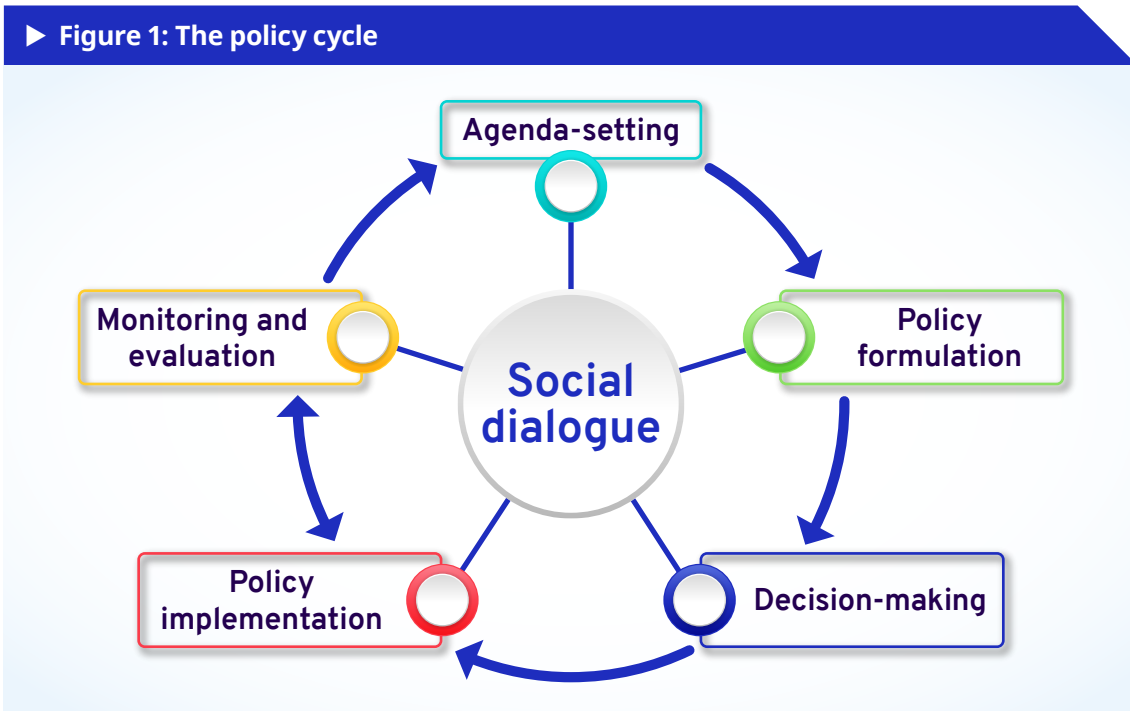 ▶ Figure 1: The policy cycle
Agenda-setting
Policy
formulation
Decision-making
Policy
implementation
Monitoring and
evaluation
Social
dialogue